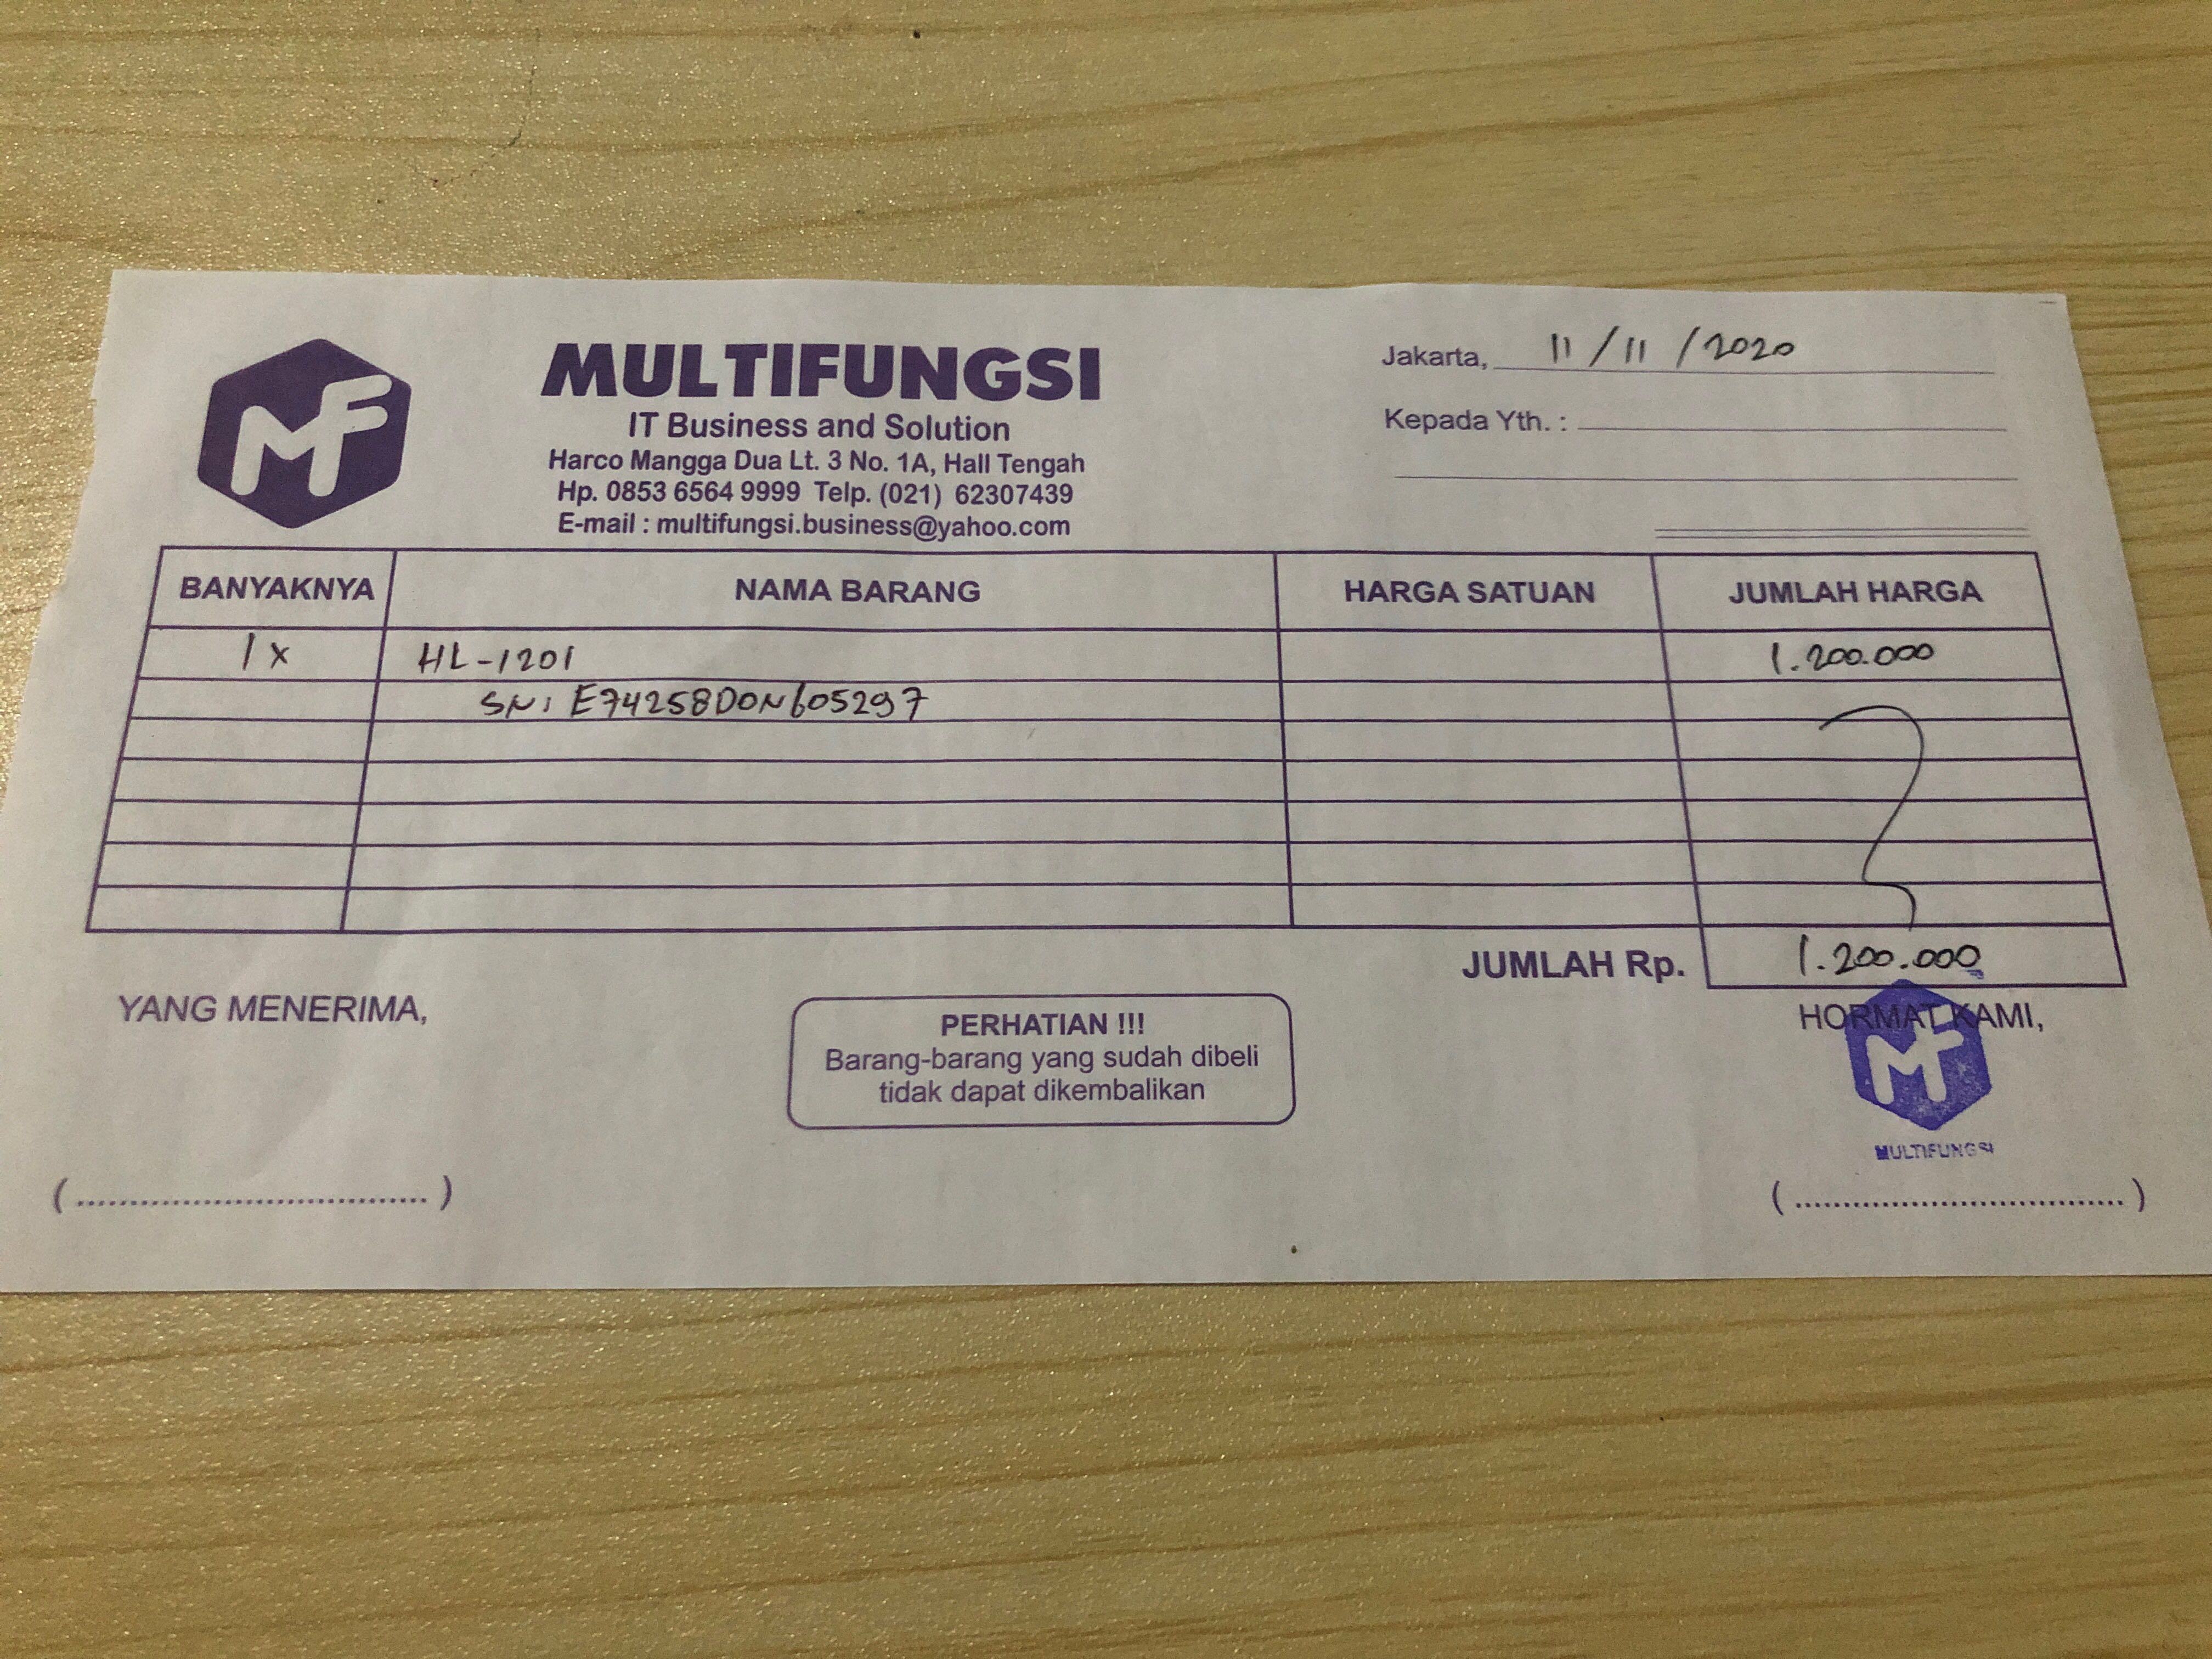 MF
MULTIFUNGSI
IT Business and Solution
Harco Mangga Dua Lt. 3 No. 1A, Hall Tengah
Hp. 0853 6564 9999 Telp. (021) 62307439
E-mail : multifungsi.business@yahoo.com
Jakarta, 11/11/2020
Kepada Yth. :
BANYAKNYA NAMA BARANG HARGA SATUAN JUMLAH HARGA
1x HL-1201 1.200.000
SN: E74258D0N605297
JUMLAH Rp. 1.200.000
YANG MENERIMA,
PERHATIAN !!!
Barang-barang yang sudah dibeli
tidak dapat dikembalikan
HORMAT KAMI,
MF
MULTIFUNGSI
(....................................)
(....................................)